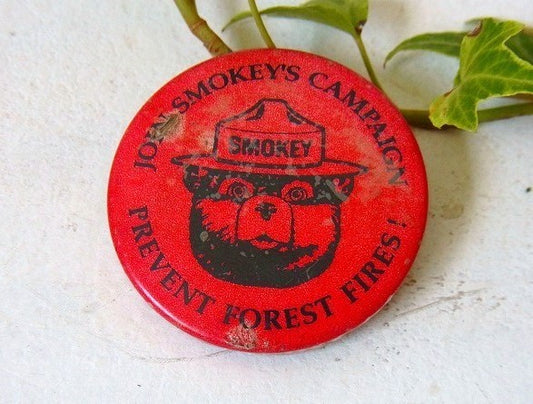 JOIN SMOKEY'S CAMPAIGN
SMOKEY
PREVENT FOREST FIRES!